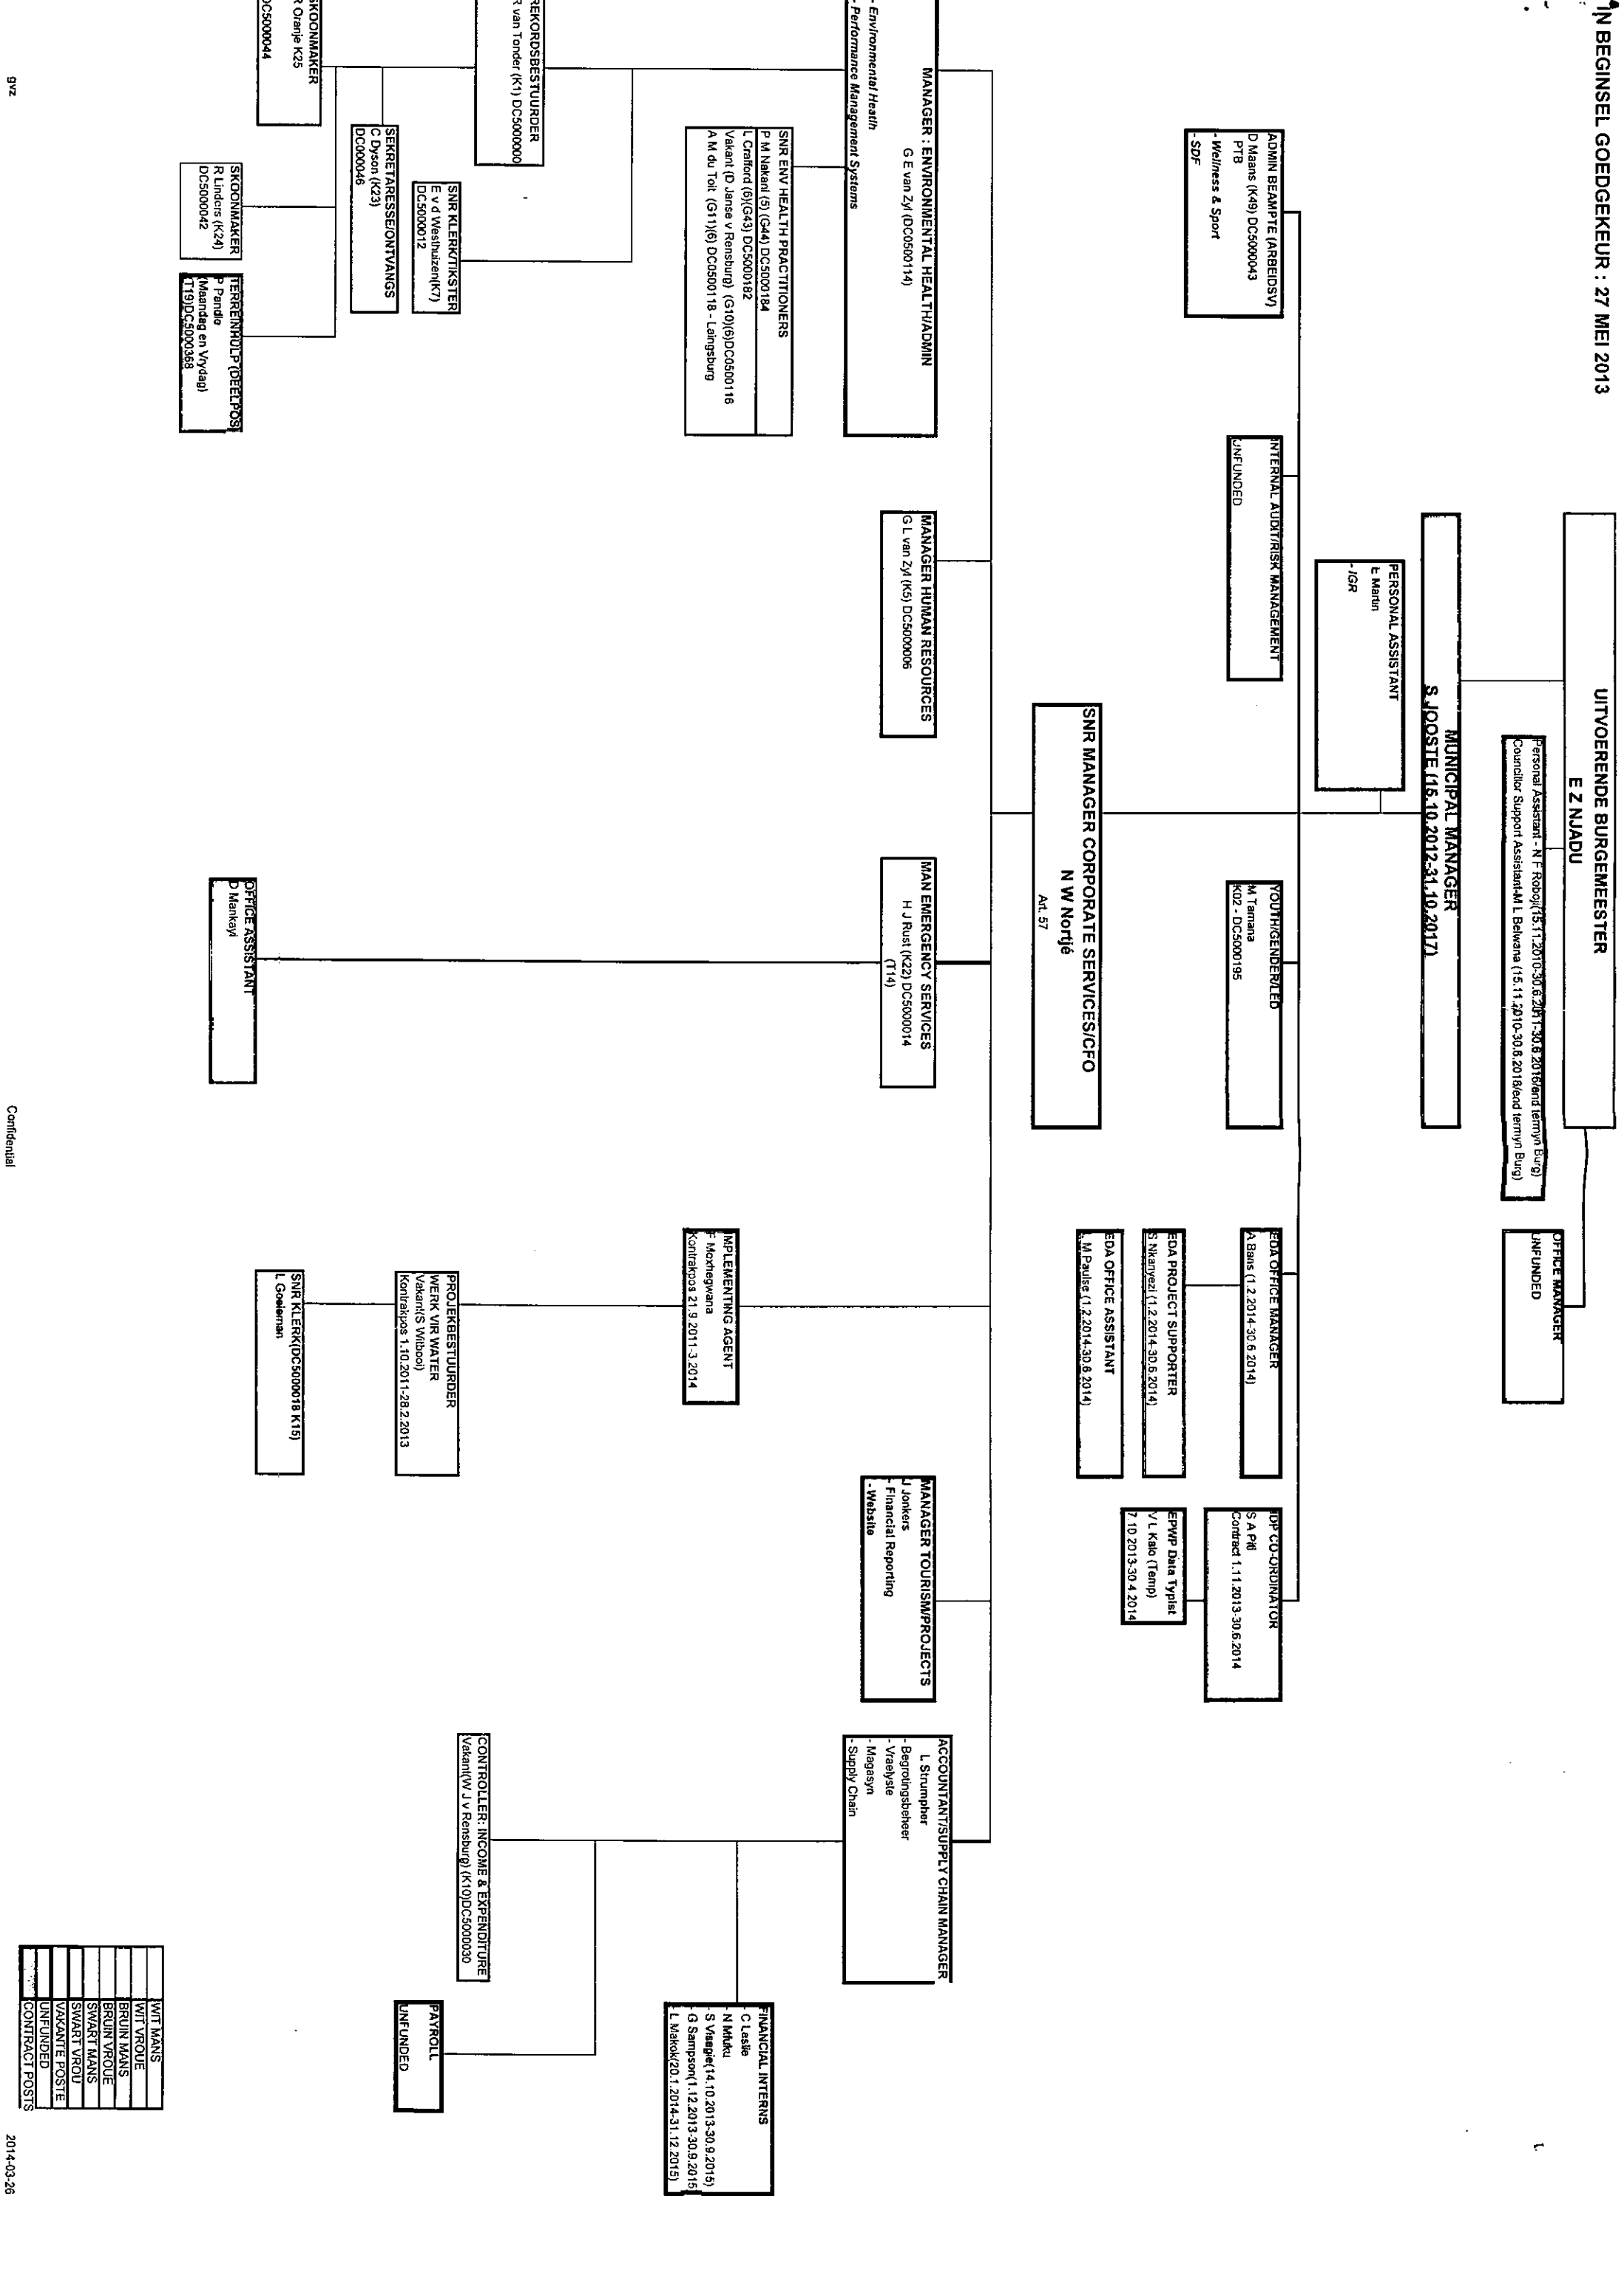 IN BEGINSEL GOEDGEKEUR : 27 MEI 2013
UITVOERENDE BURGEMEESTER
E Z NJADU
Personal Assistant - N F Roboji(15.11.2010-30.6.2011-30.6.2016/end termyn Burg)
Councillor Support Assistant-M L Belwana (15.11.2010-30.6.2016/end termyn Burg)
OFFICE MANAGER
UNFUNDED
MUNICIPAL MANAGER
S JOOSTE (15.10.2012-31.10.2017)
PERSONAL ASSISTANT
E Martin
- IGR
ADMIN BEAMPTE (ARBEIDSV)
D Maans (K49) DC5000043
PTB
- Wellness & Sport
- SDF
INTERNAL AUDIT/RISK MANAGEMENT
UNFUNDED
YOUTH/GENDER/LED
M Tamana
K02 - DC5000195
EDA OFFICE MANAGER
A Bans (1.2.2014-30.6.2014)
EDA PROJECT SUPPORTER
S Nkanyezi (1.2.2014-30.6.2014)
EDA OFFICE ASSISTANT
L M Paulse (1.2.2014-30.6.2014)
IDP CO-ORDINATOR
S A Piti
Contract 1.11.2013-30.6.2014
EPWP Data Typist
V L Kalo (Temp)
7.10.2013-30.4.2014
SNR MANAGER CORPORATE SERVICES/CFO
N W Nortjé
Art. 57
MANAGER : ENVIRONMENTAL HEALTH/ADMIN
G E van Zyl (DC0500114)
- Environmental Heatlh
- Performance Management Systems
MANAGER HUMAN RESOURCES
G L van Zyl (K5) DC5000006
MAN EMERGENCY SERVICES
H J Rust (K22) DC5000014
(T14)
MANAGER TOURISM/PROJECTS
J Jonkers
- Financial Reporting
- Website
ACCOUNTANT/SUPPLY CHAIN MANAGER
L Strumpher
- Begrotingsbeheer
- Vraelyste
- Magasyn
- Supply Chain
SNR ENV HEALTH PRACTITIONERS
P M Nakani (5) (G44) DC5000184
L Crafford (6)(G43) DC5000182
Vakant (D Janse v Rensburg) (G10)(6)DC0500116
A M du Toit (G11)(6) DC0500118 - Laingsburg
IMPLEMENTING AGENT
F Moxhegwana
Kontrakpos 21.9.2011-3.2014
FINANCIAL INTERNS
C Leslie
N Mfuku
S Visagie(14.10.2013-30.9.2015)
G Sampson(1.12.2013-30.9.2015
L Makok(20.1.2014-31.12.2015)
REKORDSBESTUURDER
R van Tonder (K1) DC5000000
SNR KLERK/TIKSTER
E v d Westhuizen(K7)
DC5000012
PROJEKBESTUURDER
WERK VIR WATER
Vakant(S Witbooi)
Kontrakpos 1.10.2011-28.2.2013
CONTROLLER: INCOME & EXPENDITURE
Vakant(W J v Rensburg) (K10)DC5000030
PAYROLL
UNFUNDED
SEKRETARESSE/ONTVANGS
C Dyson (K23)
DC000046
SKOONMAKER
R Oranje K25
DC5000044
SKOONMAKER
R Linders (K24)
DC5000042
TERREINHULP (DEELPOS)
P Pandla
(Maandag en Vrydag)
(T19)DC5000368
OFFICE ASSISTANT
D Mankayi
SNR KLERK(DC5000018 K15)
L Goeieman
WIT MANS
WIT VROUE
BRUIN MANS
BRUIN VROUE
SWART MANS
SWART VROU
VAKANTE POSTE
UNFUNDED
CONTRACT POSTS
gvz
Confidential
2014-03-26